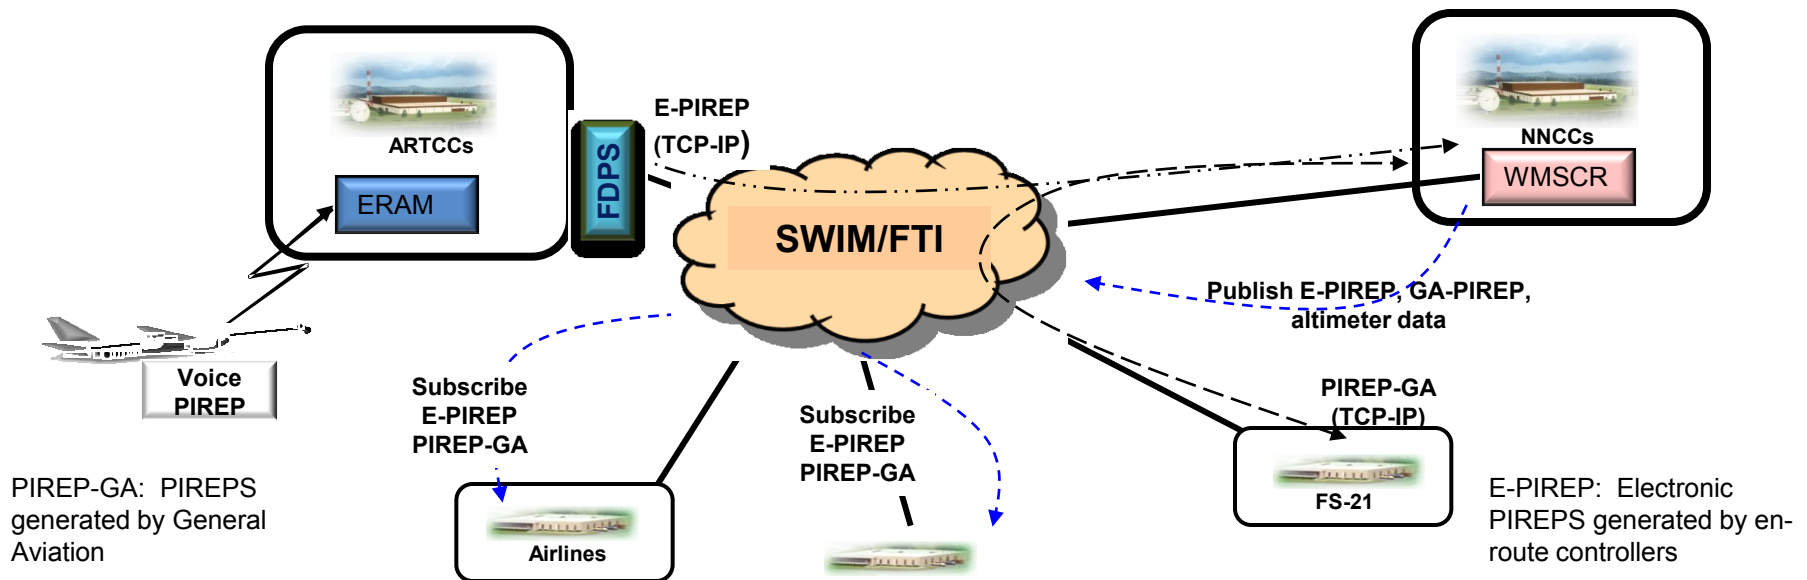 ARTCCs
ERAM
FDPS
E-PIREP
(TCP-IP)
SWIM/FTI
NNCCs
WMSCR
Publish E-PIREP, GA-PIREP,
altimeter data
Voice
PIREP
Subscribe
E-PIREP
PIREP-GA
Subscribe
E-PIREP
PIREP-GA
PIREP-GA
(TCP-IP)
FS-21
Airlines
PIREP-GA:  PIREPS
generated by General
Aviation
E-PIREP:  Electronic
PIREPS generated by en-
route controllers